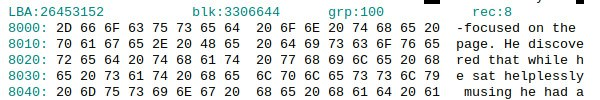 LBA:26453152 blk:3306644 grp:100 rec:8
8000: 2D 66 6F 63 75 73 65 64 20 6F 6E 20 74 68 65 20 -focused on the
8010: 70 61 67 65 2E 20 48 65 20 64 69 73 63 6F 76 65 page. He discove
8020: 72 65 64 20 74 68 61 74 20 77 68 69 6C 65 20 68 red that while h
8030: 65 20 73 61 74 20 68 65 6C 70 6C 65 73 73 6C 79 e sat helplessly
8040: 20 6D 75 73 69 6E 67 20 68 65 20 68 61 64 20 61 musing he had a